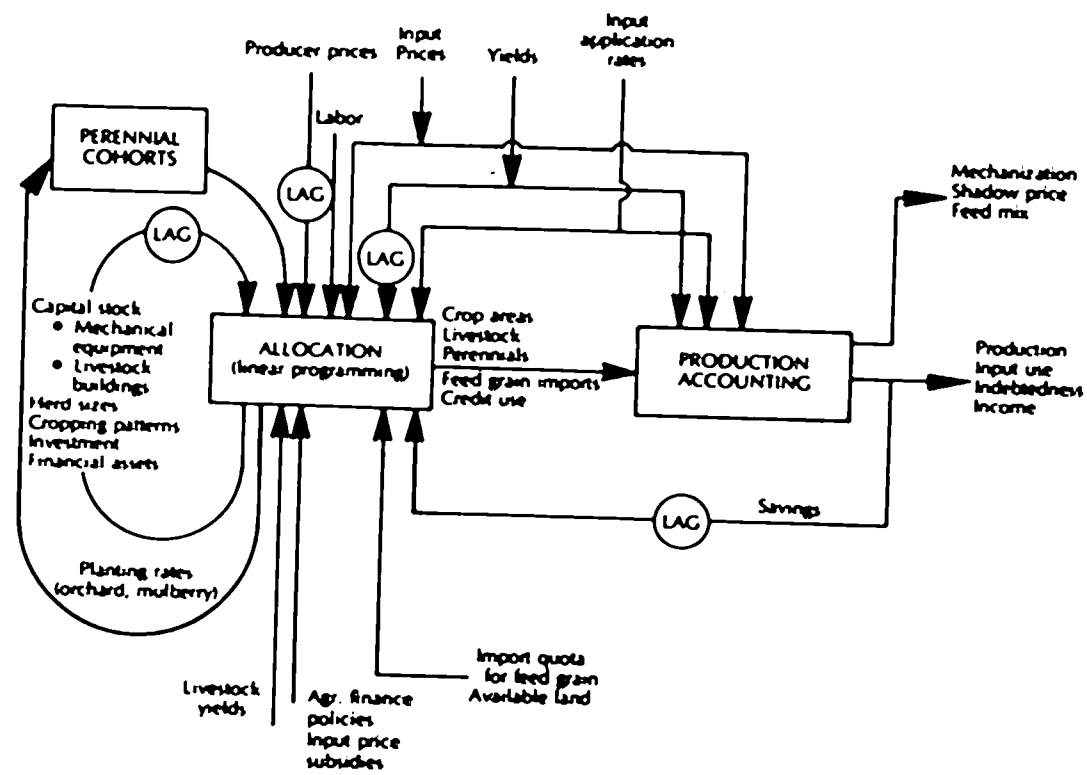 Input
application
rates
Input
Prices
Producer prices
Yields
Labor
PERENNIAL
COHORTS
LAG
LAG
LAG
Mechanization
Shadow price
Feed mix
Capital stock
• Mechanical
equipment
• Livestock
buildings
Herd sizes
Cropping patterns
Investment
Financial assets
ALLOCATION
(linear programming)
Crop areas
Livestock
Perennials
Feed grain imports
Credit use
PRODUCTION
ACCOUNTING
Production
Input use
Indebtedness
Income
LAG
Savings
Planting rates
(orchard, mulberry)
Livestock
yields
Agr. finance
policies
Input price
subsidies
Import quota
for feed grain
Available land